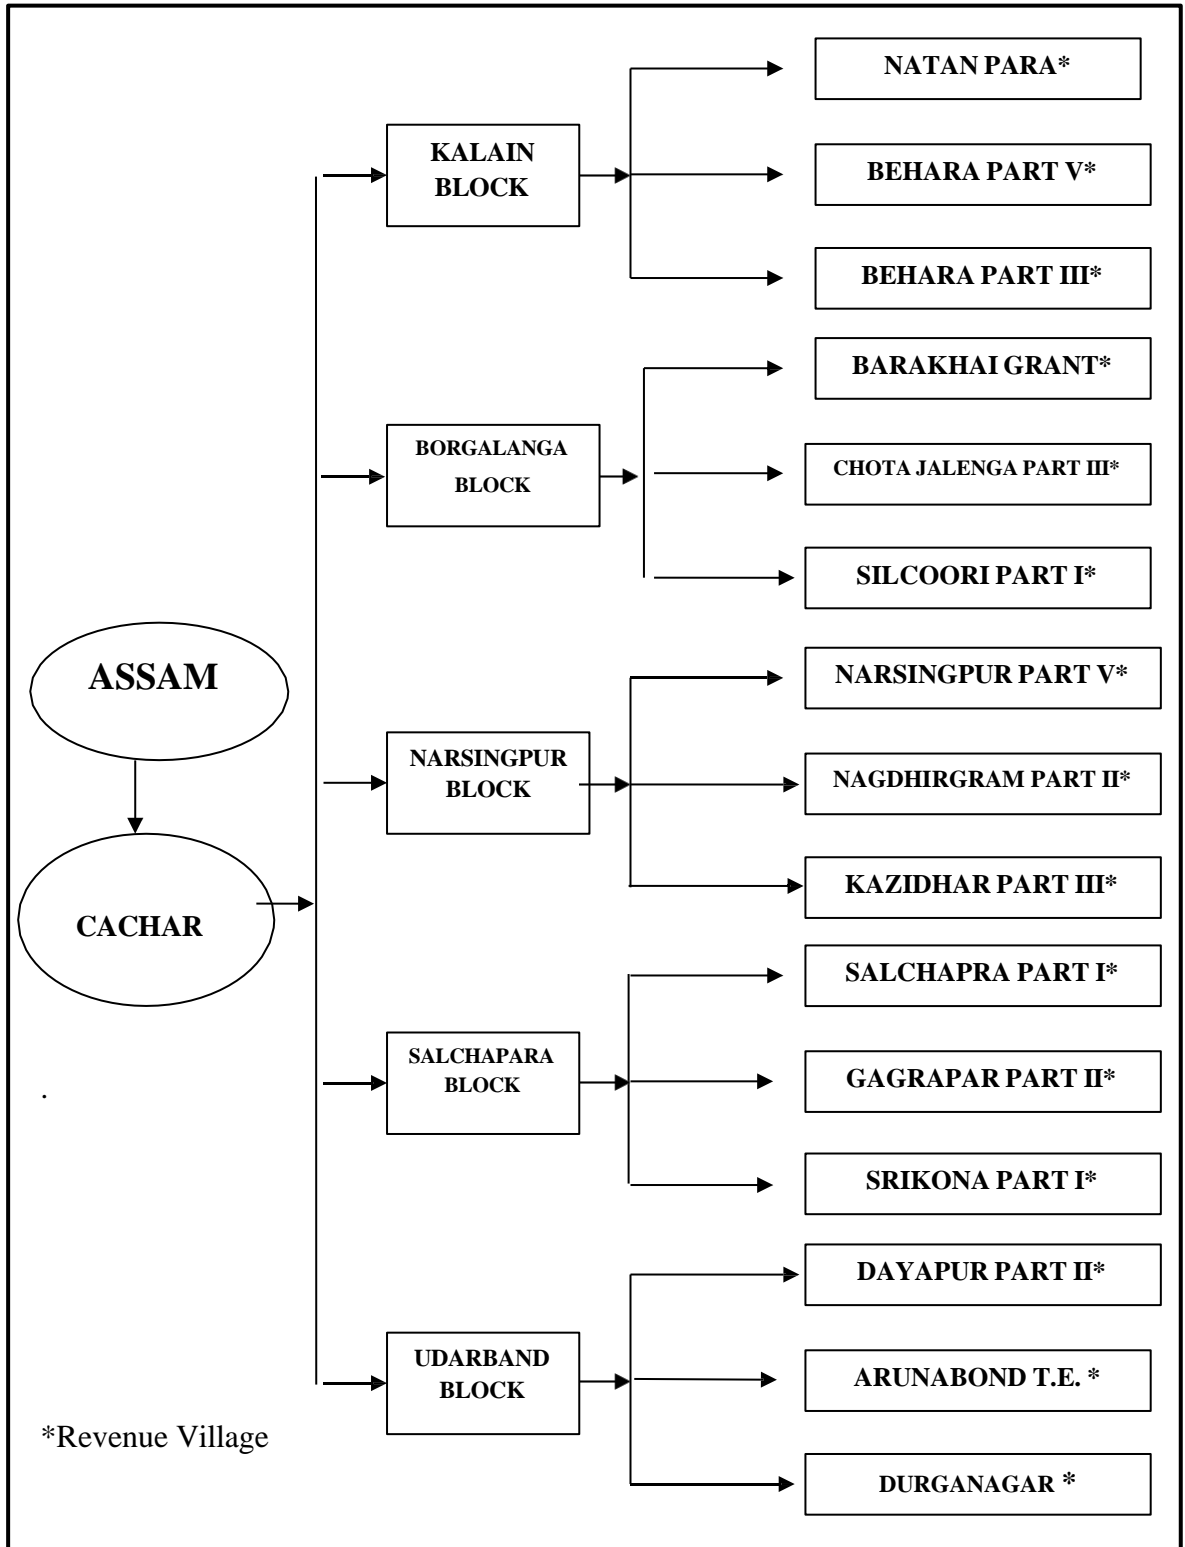 NATAN PARA*
KALAIN
BLOCK
BEHARA PART V*
BEHARA PART III*
BARAKHAI GRANT*
BORGALANGA
BLOCK
CHOTA JALENGA PART III*
SILCOORI PART I*
ASSAM
NARSINGPUR PART V*
NARSINGPUR
BLOCK
NAGDHIRGRAM PART II*
KAZIDHAR PART III*
CACHAR
SALCHAPRA PART I*
SALCHAPARA
BLOCK
GAGRAPAR PART II*
.
SRIKONA PART I*
DAYAPUR PART II*
UDARBAND
BLOCK
ARUNABOND T.E. *
*Revenue Village
DURGANAGAR *